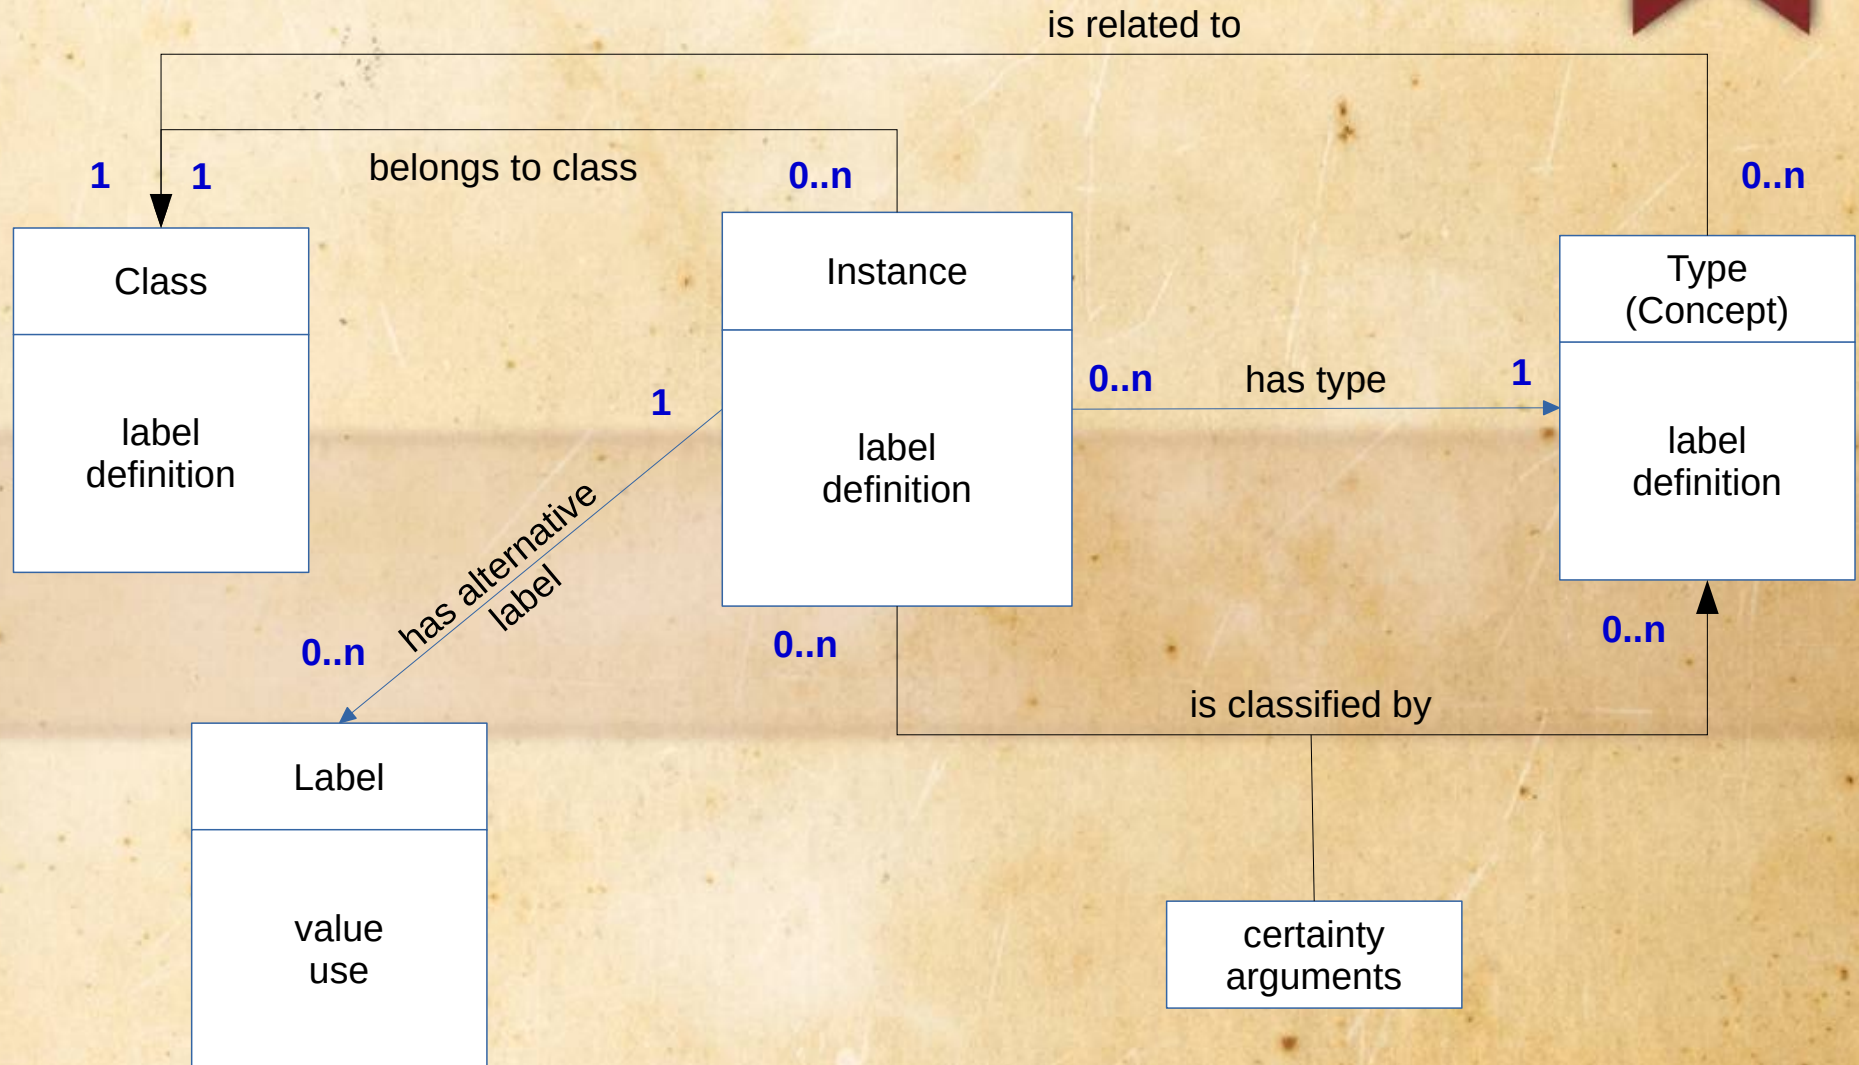 is related to
1
1
belongs to class
0..n
0..n
Class
label
definition
Instance
label
definition
Type
(Concept)
label
definition
0..n
has type
1
1
has alternative
label
0..n
0..n
0..n
is classified by
Label
value
use
certainty
arguments